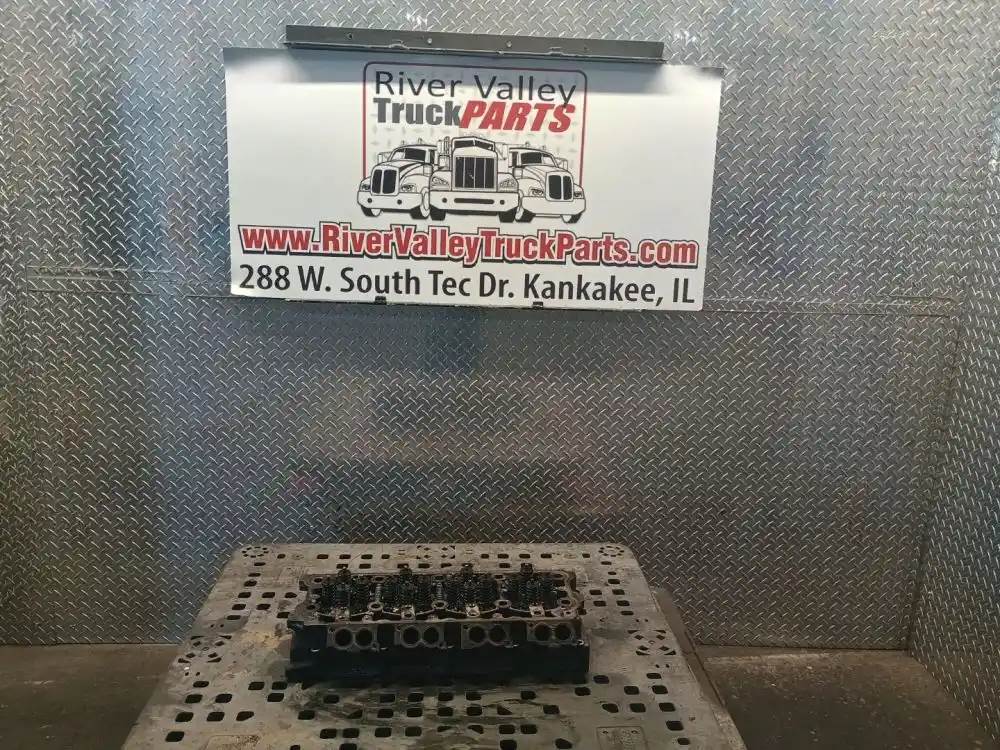 River Valley
TruckPARTS
www.RiverValleyTruckParts.com
288 W. South Tec Dr. Kankakee, IL